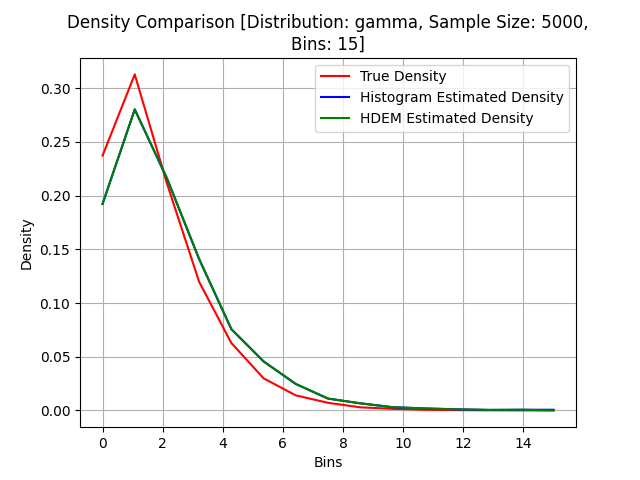 Density Comparison [Distribution: gamma, Sample Size: 5000,
Bins: 15]
True Density
Histogram Estimated Density
HDEM Estimated Density
Density
0.30
0.25
0.20
0.15
0.10
0.05
0.00
0 2 4 6 8 10 12 14
Bins